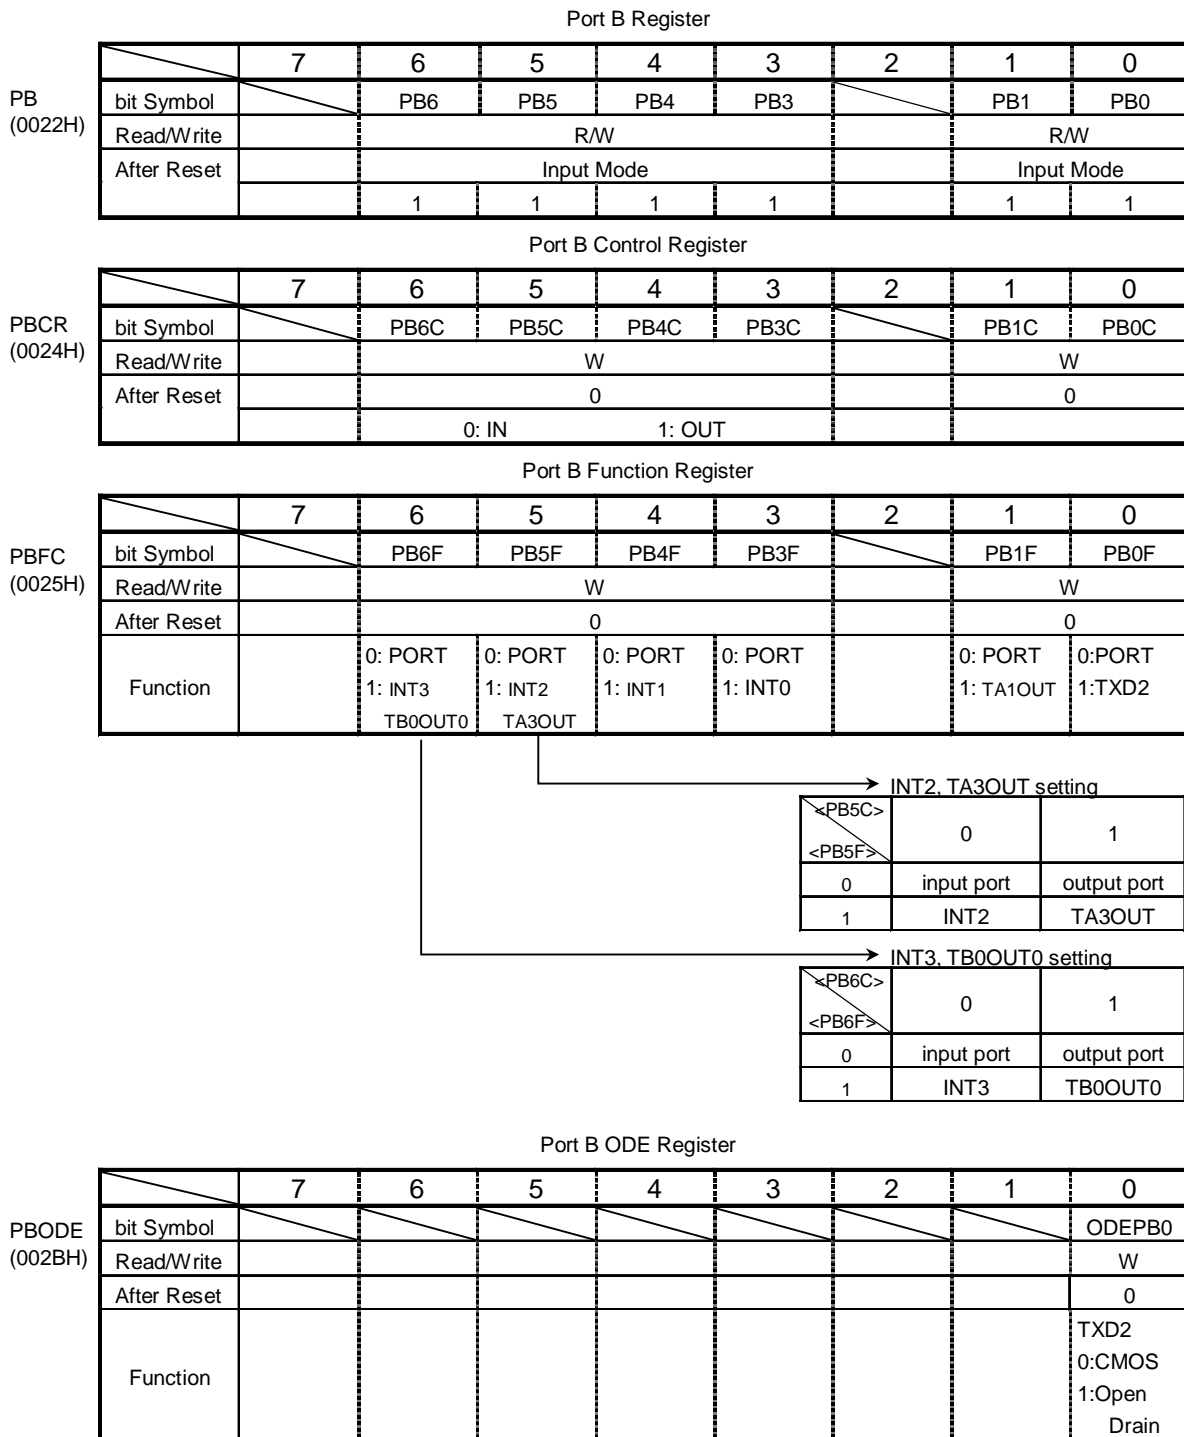 Port B Register
7 6 5 4 3 2 1 0
PB
(0022H)
bit Symbol PB6 PB5 PB4 PB3 PB1 PB0
Read/Write R/W R/W
After Reset Input Mode Input Mode
1 1 1 1 1 1
Port B Control Register
7 6 5 4 3 2 1 0
PBCR
(0024H)
bit Symbol PB6C PB5C PB4C PB3C PB1C PB0C
Read/Write W W
After Reset 0 0
0: IN 1: OUT
Port B Function Register
7 6 5 4 3 2 1 0
PBFC
(0025H)
bit Symbol PB6F PB5F PB4F PB3F PB1F PB0F
Read/Write W W
After Reset 0 0
0: PORT 0: PORT 0: PORT 0: PORT 0: PORT 0:PORT
Function 1: INT3 1: INT2 1: INT1 1: INT0 1: TA1OUT 1:TXD2
TB0OUT0 TA3OUT
INT2, TA3OUT setting
<PB5C> 0 1
<PB5F>
0 input port output port
1 INT2 TA3OUT
INT3, TB0OUT0 setting
<PB6C> 0 1
<PB6F>
0 input port output port
1 INT3 TB0OUT0
Port B ODE Register
7 6 5 4 3 2 1 0
PBODE
(002BH)
bit Symbol ODEPB0
Read/Write W
After Reset 0
Function
TXD2
0:CMOS
1:Open
Drain